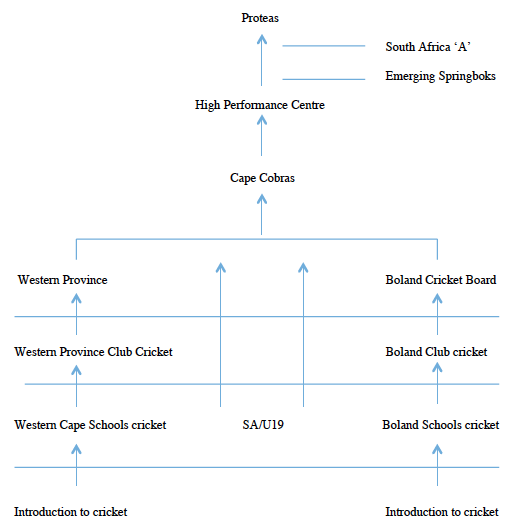 Proteas
South Africa ‘A’
Emerging Springboks
High Performance Centre
Cape Cobras
Western Province
Boland Cricket Board
Western Province Club Cricket
Boland Club cricket
Western Cape Schools cricket
SA/U19
Boland Schools cricket
Introduction to cricket
Introduction to cricket